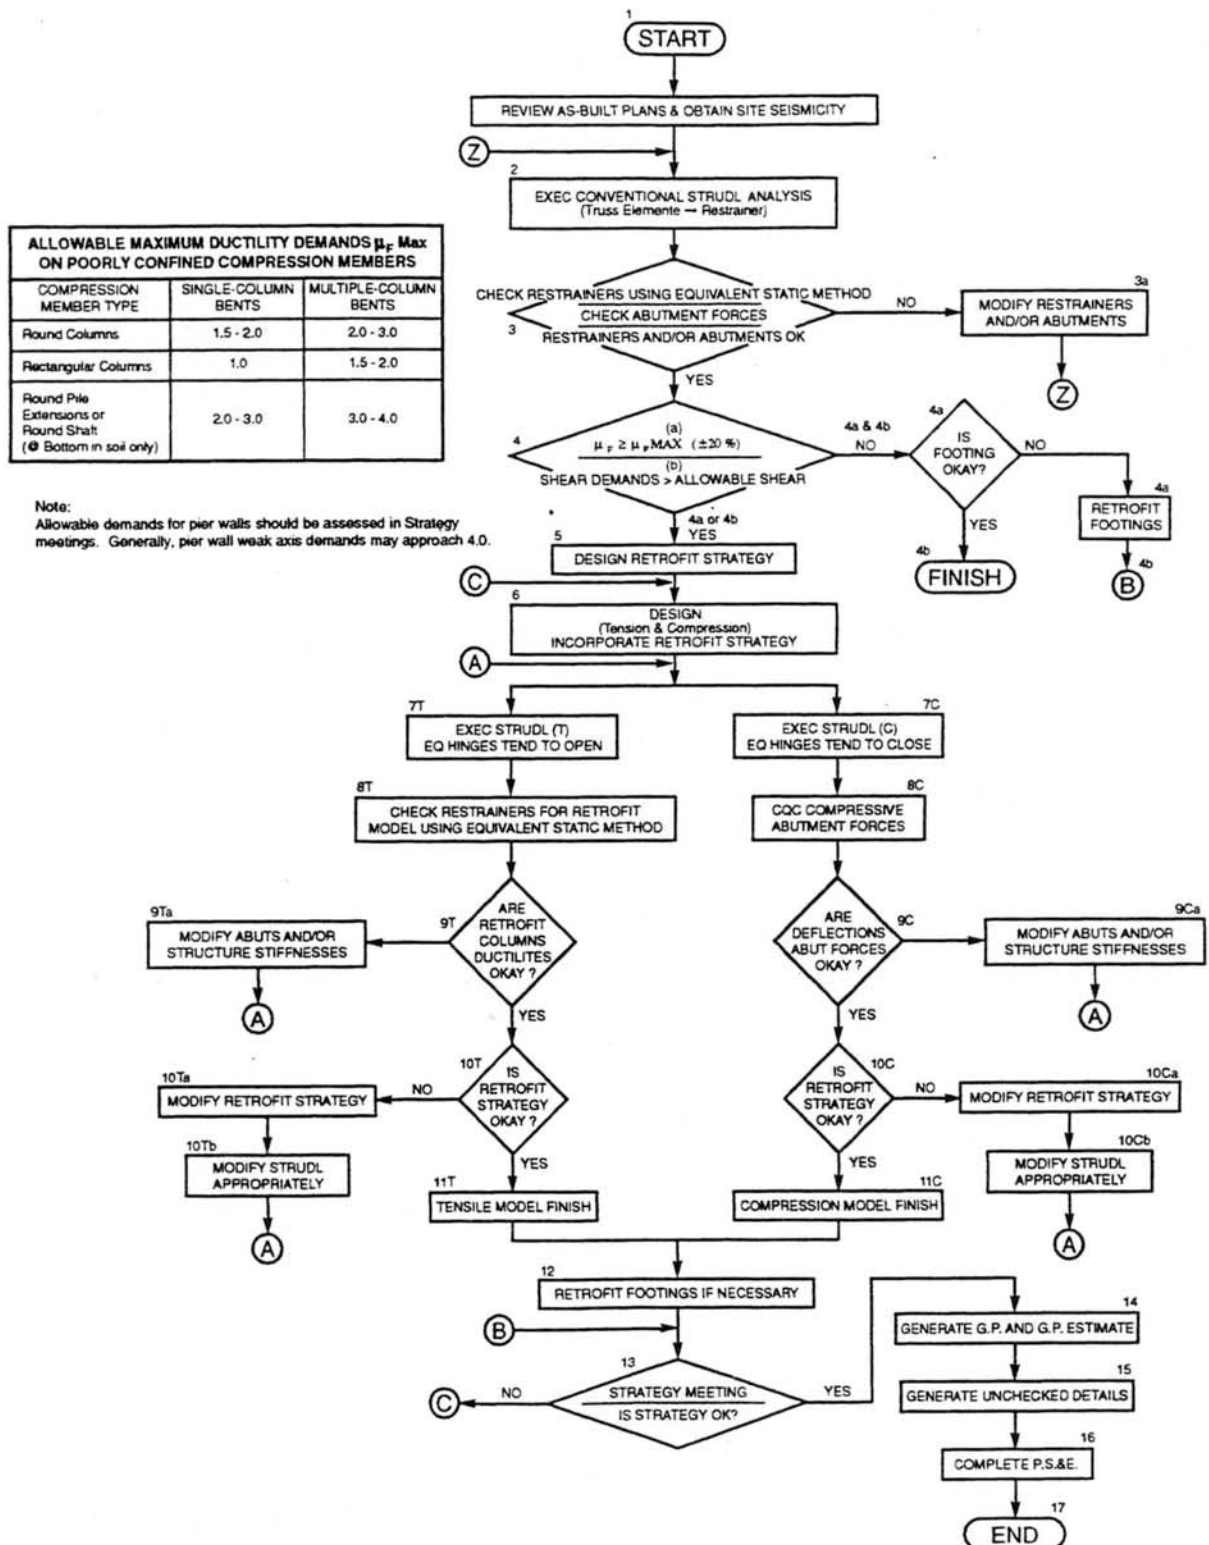 1
START
REVIEW AS-BUILT PLANS & OBTAIN SITE SEISMICITY
Z
2
EXEC CONVENTIONAL STRUDL ANALYSIS
(Truss Elemente → Restrainer)
ALLOWABLE MAXIMUM DUCTILITY DEMANDS μF Max
ON POORLY CONFINED COMPRESSION MEMBERS
COMPRESSION
MEMBER TYPE
SINGLE-COLUMN
BENTS
MULTIPLE-COLUMN
BENTS
Round Columns
1.5 - 2.0
2.0 - 3.0
Rectangular Columns
1.0
1.5 - 2.0
Round Pile
Extensions or
Round Shaft
(@ Bottom in soil only)
2.0 - 3.0
3.0 - 4.0
Note:
Allowable demands for pier walls should be assessed in Strategy
meetings. Generally, pier wall weak axis demands may approach 4.0.
CHECK RESTRAINERS USING EQUIVALENT STATIC METHOD
CHECK ABUTMENT FORCES
3
RESTRAINERS AND/OR ABUTMENTS OK
NO
3a
MODIFY RESTRAINERS
AND/OR ABUTMENTS
Z
YES
4
(a)
μF ≥ μF MAX (±20 %)
(b)
SHEAR DEMANDS > ALLOWABLE SHEAR
4a & 4b
NO
4a
IS
FOOTING
OKAY?
NO
4a
RETROFIT
FOOTINGS
4b
B
YES
4b
FINISH
4a or 4b
YES
5
DESIGN RETROFIT STRATEGY
C
6
DESIGN
(Tension & Compression)
INCORPORATE RETROFIT STRATEGY
A
7T
EXEC STRUDL (T)
EQ HINGES TEND TO OPEN
7C
EXEC STRUDL (C)
EQ HINGES TEND TO CLOSE
8T
CHECK RESTRAINERS FOR RETROFIT
MODEL USING EQUIVALENT STATIC METHOD
8C
CQC COMPRESSIVE
ABUTMENT FORCES
9Ta
MODIFY ABUTS AND/OR
STRUCTURE STIFFNESSES
A
9T
ARE
RETROFIT
COLUMNS
DUCTILITES
OKAY ?
YES
ARE
DEFLECTIONS
ABUT FORCES
OKAY ?
9C
YES
9Ca
MODIFY ABUTS AND/OR
STRUCTURE STIFFNESSES
A
10Ta
MODIFY RETROFIT STRATEGY
NO
10T
IS
RETROFIT
STRATEGY
OKAY ?
YES
10C
IS
RETROFIT
STRATEGY
OKAY ?
YES
NO
10Ca
MODIFY RETROFIT STRATEGY
10Tb
MODIFY STRUDL
APPROPRIATELY
A
10Cb
MODIFY STRUDL
APPROPRIATELY
A
11T
TENSILE MODEL FINISH
11C
COMPRESSION MODEL FINISH
12
RETROFIT FOOTINGS IF NECESSARY
B
13
STRATEGY MEETING
IS STRATEGY OK?
NO
C
YES
14
GENERATE G.P. AND G.P. ESTIMATE
15
GENERATE UNCHECKED DETAILS
16
COMPLETE P.S.&E.
17
END